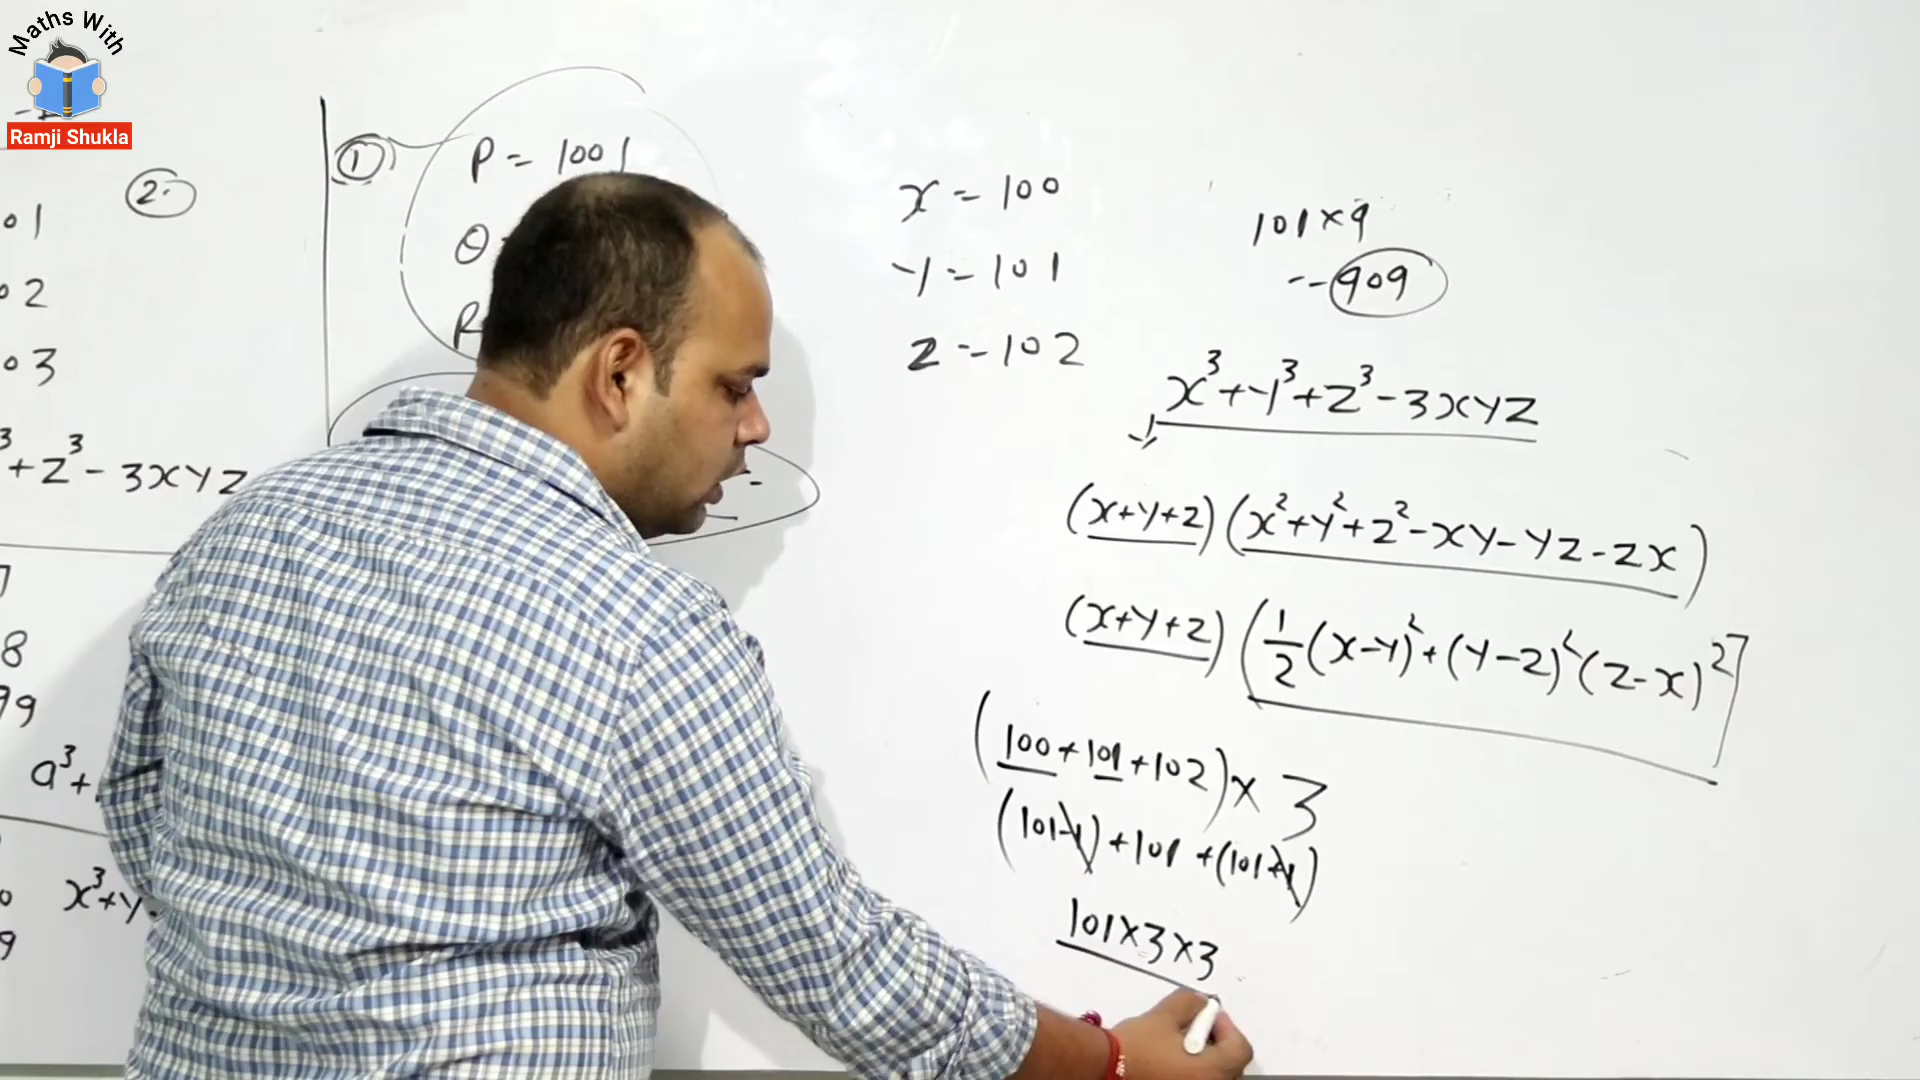 Maths With
Ramji Shukla
01
02
03
³+z³-3xyz
8
99
a³+
x³+y
9
2.
1
P = 1001
Q
R
x = 100
y = 101
z = 102
101×9
909
x³+y³+z³-3xyz
(x+y+z)(x²+y²+z²-xy-yz-zx)
(x+y+z)(1/2(x-y)²+(y-z)²(z-x)²]
(100+101+102)×3
(101-1)+101+(101+1)
101×3×3